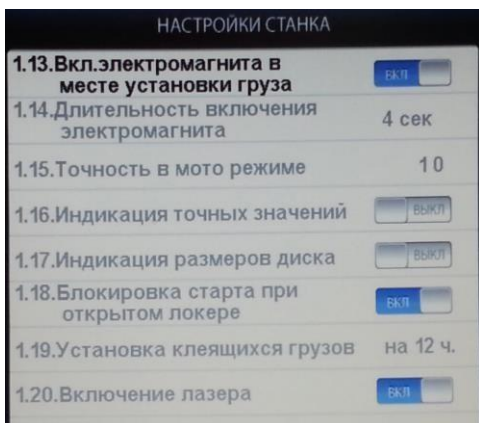 НАСТРОЙКИ СТАНКА
1.13.Вкл.электромагнита в
месте установки груза
ВКЛ
1.14.Длительность включения
электромагнита
4 сек
1.15.Точность в мото режиме
10
1.16.Индикация точных значений
ВЫКЛ
1.17.Индикация размеров диска
ВЫКЛ
1.18.Блокировка старта при
открытом локере
ВКЛ
1.19.Установка клеящихся грузов
на 12 ч.
1.20.Включение лазера
ВКЛ